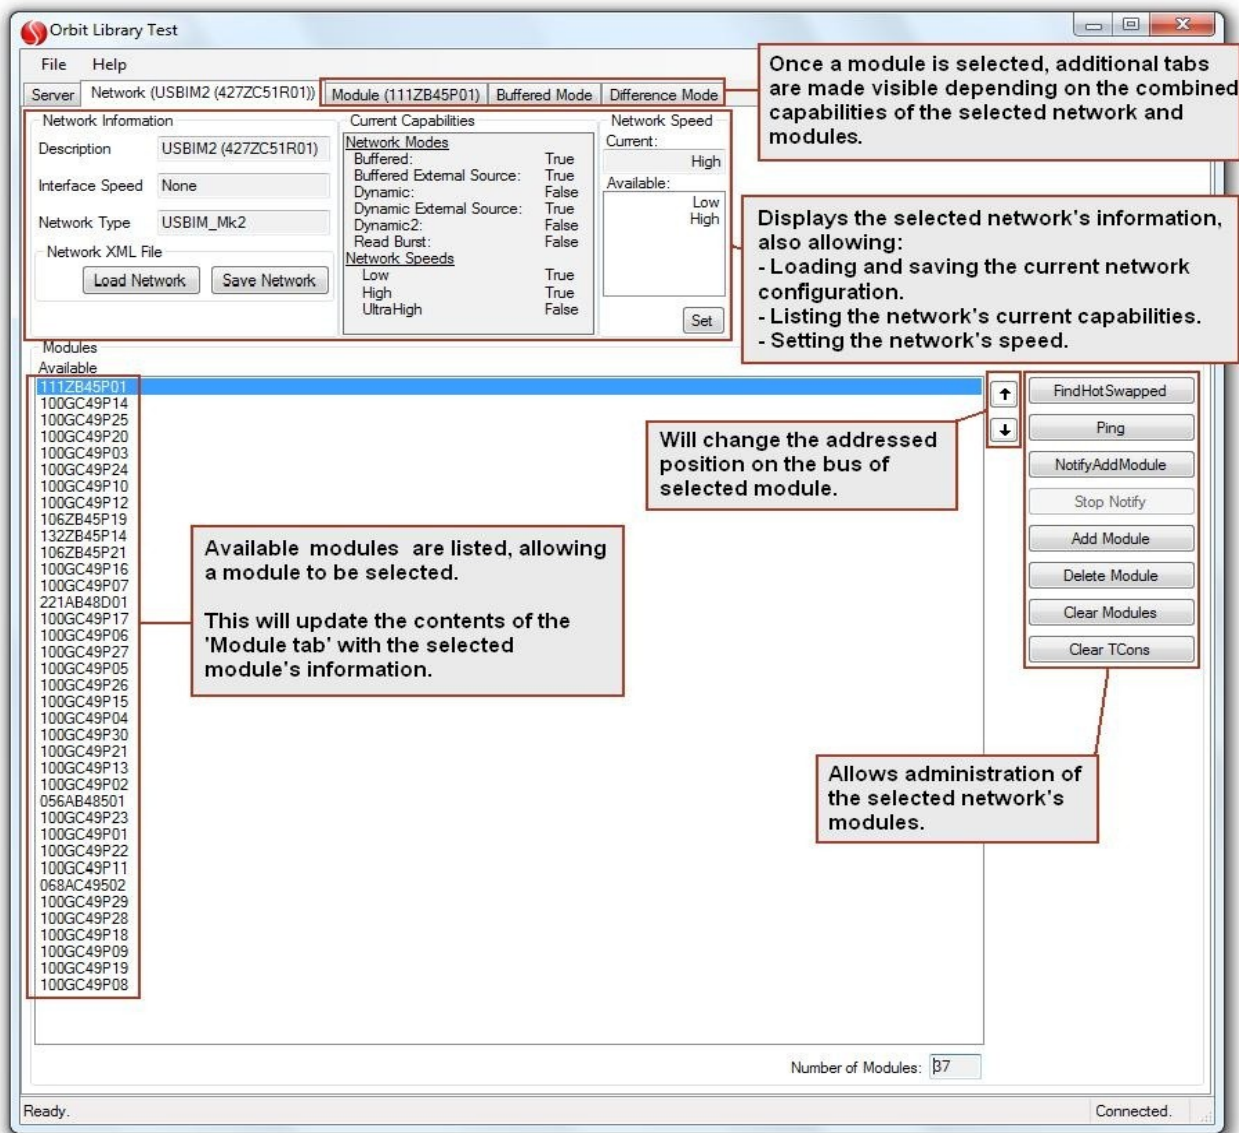 Orbit Library Test
File Help
Server Network (USBIM2 (427ZC51R01)) Module (111ZB45P01) Buffered Mode Difference Mode
Once a module is selected, additional tabs
are made visible depending on the combined
capabilities of the selected network and
modules.
Network Information
Description USBIM2 (427ZC51R01)
Interface Speed None
Network Type USBIM_Mk2
Network XML File
Load Network Save Network
Current Capabilities
Network Modes
Buffered: True
Buffered External Source: True
Dynamic: False
Dynamic External Source: True
Dynamic2: False
Read Burst: False
Network Speeds
Low True
High True
UltraHigh False
Network Speed
Current:
High
Available:
Low
High
Set
Displays the selected network's information,
also allowing:
- Loading and saving the current network
configuration.
- Listing the network's current capabilities.
- Setting the network's speed.
Modules
Available
111ZB45P01
100GC49P14
100GC49P25
100GC49P20
100GC49P03
100GC49P24
100GC49P10
100GC49P12
106ZB45P19
132ZB45P14
106ZB45P21
100GC49P16
100GC49P07
221AB48D01
100GC49P17
100GC49P06
100GC49P27
100GC49P05
100GC49P26
100GC49P15
100GC49P04
100GC49P30
100GC49P21
100GC49P13
100GC49P02
056AB48501
100GC49P23
100GC49P01
100GC49P22
100GC49P11
068AC49502
100GC49P29
100GC49P28
100GC49P18
100GC49P09
100GC49P19
100GC49P08
Available modules are listed, allowing
a module to be selected.
This will update the contents of the
'Module tab' with the selected
module's information.
Will change the addressed
position on the bus of
selected module.
FindHotSwapped
Ping
NotifyAddModule
Stop Notify
Add Module
Delete Module
Clear Modules
Clear TCons
Allows administration of
the selected network's
modules.
Number of Modules: 37
Ready. Connected.